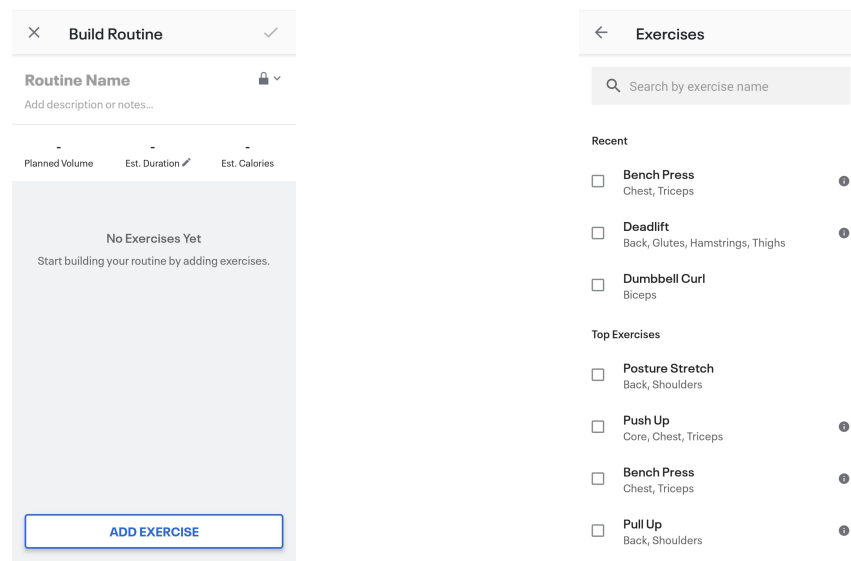 Build Routine
Routine Name
Add description or notes...
- - -
Planned Volume Est. Duration Est. Calories
No Exercises Yet
Start building your routine by adding exercises.
ADD EXERCISE
Exercises
Search by exercise name
Recent
Bench Press
Chest, Triceps
Deadlift
Back, Glutes, Hamstrings, Thighs
Dumbbell Curl
Biceps
Top Exercises
Posture Stretch
Back, Shoulders
Push Up
Core, Chest, Triceps
Bench Press
Chest, Triceps
Pull Up
Back, Shoulders